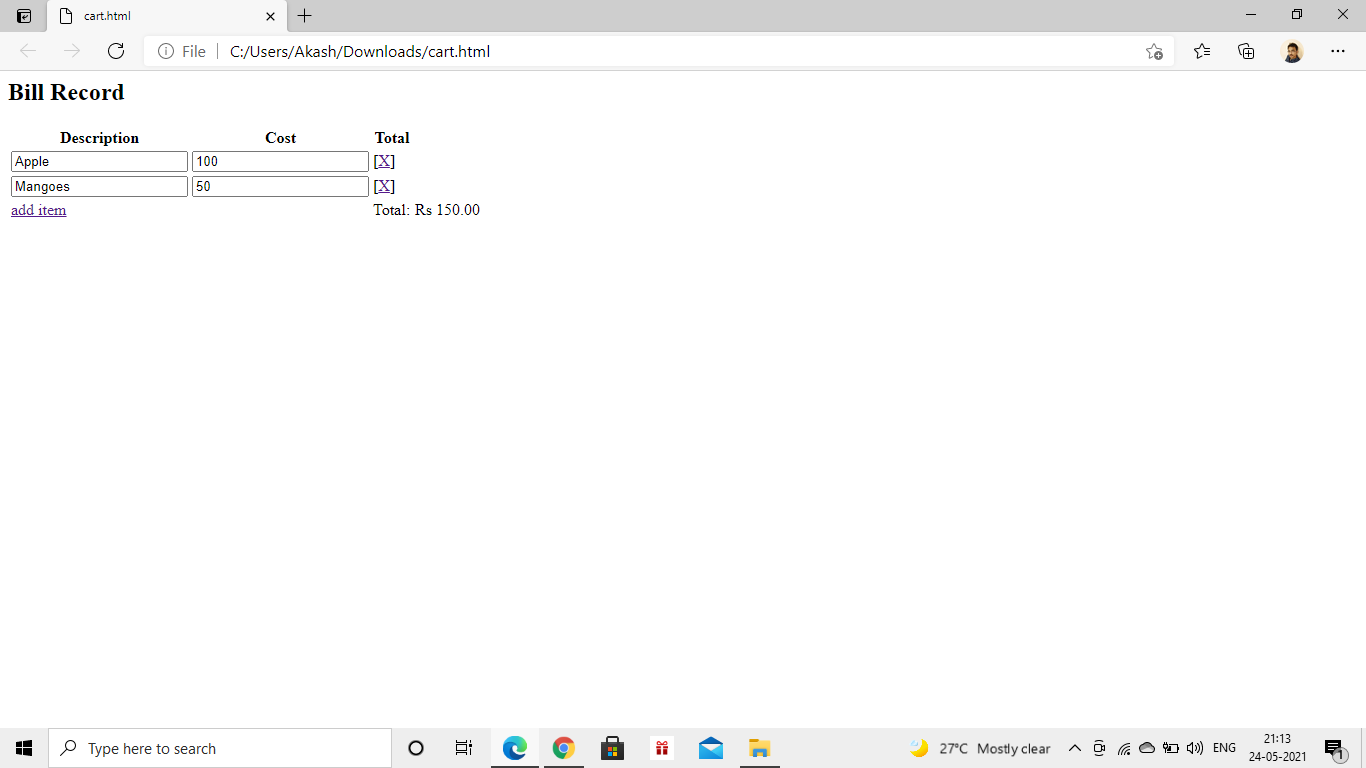 cart.html
File C:/Users/Akash/Downloads/cart.html
Bill Record
Description Cost Total
Apple 100 [X]
Mangoes 50 [X]
add item Total: Rs 150.00
Type here to search 27°C Mostly clear ENG 21:13
24-05-2021 1